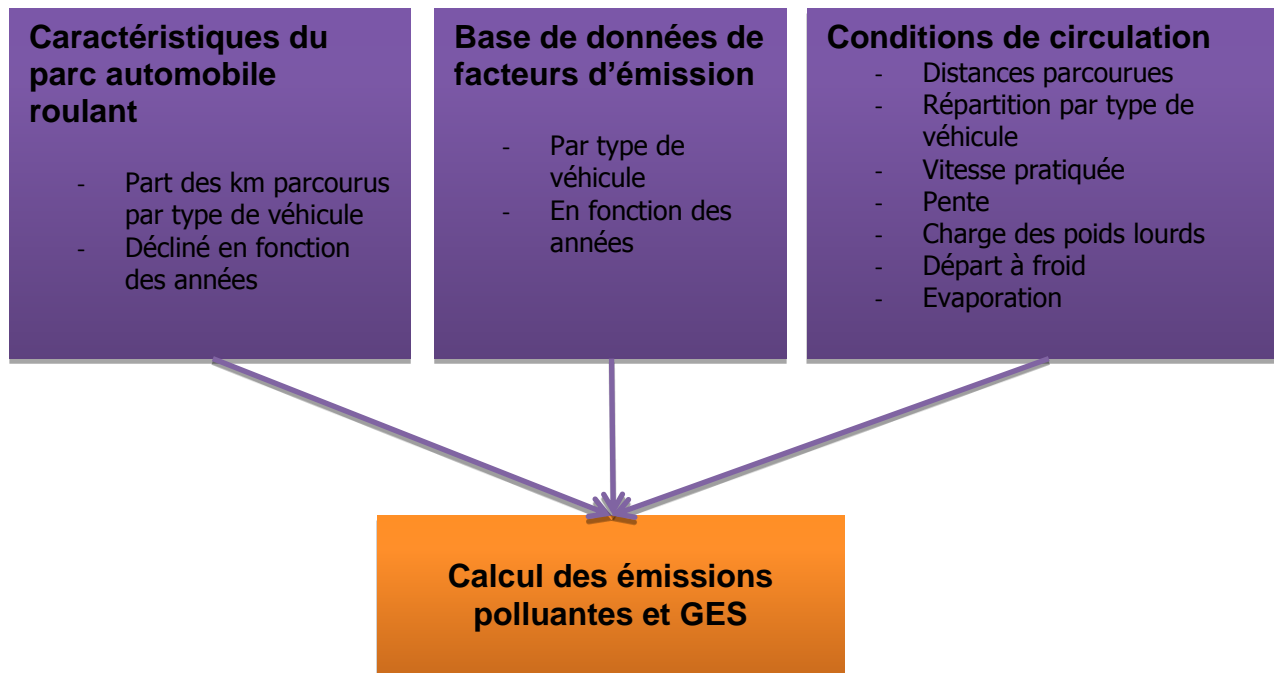 Caractéristiques du
parc automobile
roulant
- Part des km parcourus
par type de véhicule
- Décliné en fonction
des années
Base de données de
facteurs d’émission
- Par type de
véhicule
- En fonction des
années
Conditions de circulation
- Distances parcourues
- Répartition par type de
véhicule
- Vitesse pratiquée
- Pente
- Charge des poids lourds
- Départ à froid
- Evaporation
Calcul des émissions
polluantes et GES